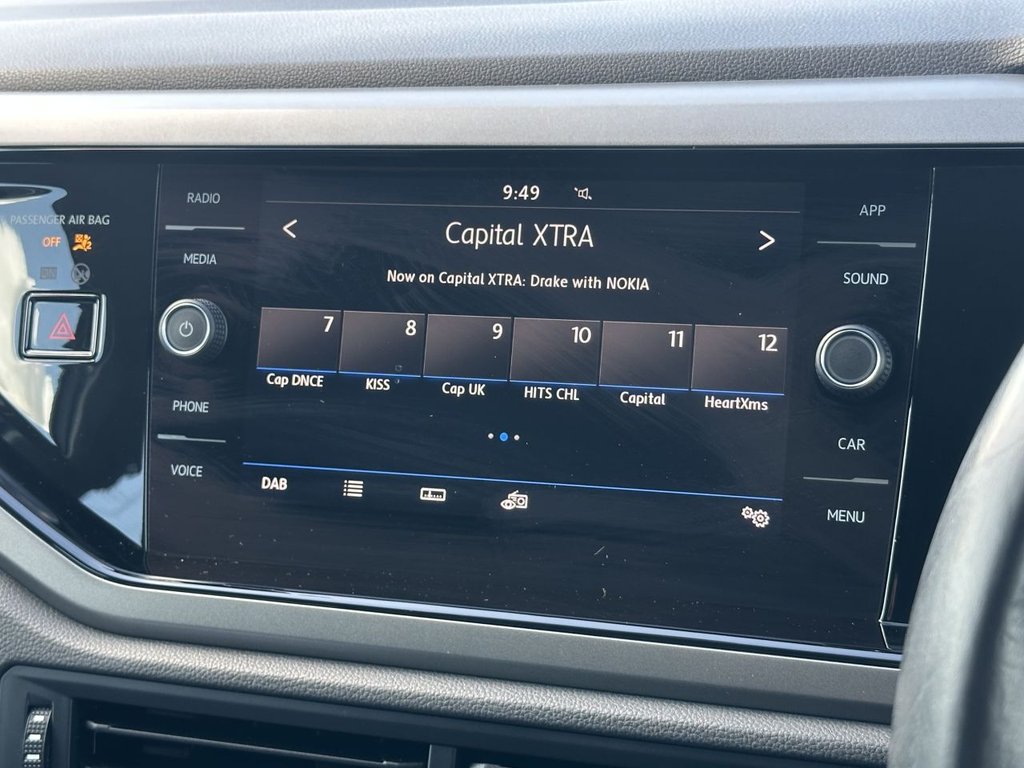 9:49
RADIO
MEDIA
PHONE
VOICE
PASSENGER AIR BAG
OFF
ON
< Capital XTRA >
Now on Capital XTRA: Drake with NOKIA
7 8 9 10 11 12
Cap DNCE KISS Cap UK HITS CHL Capital HeartXms
DAB
APP
SOUND
CAR
MENU